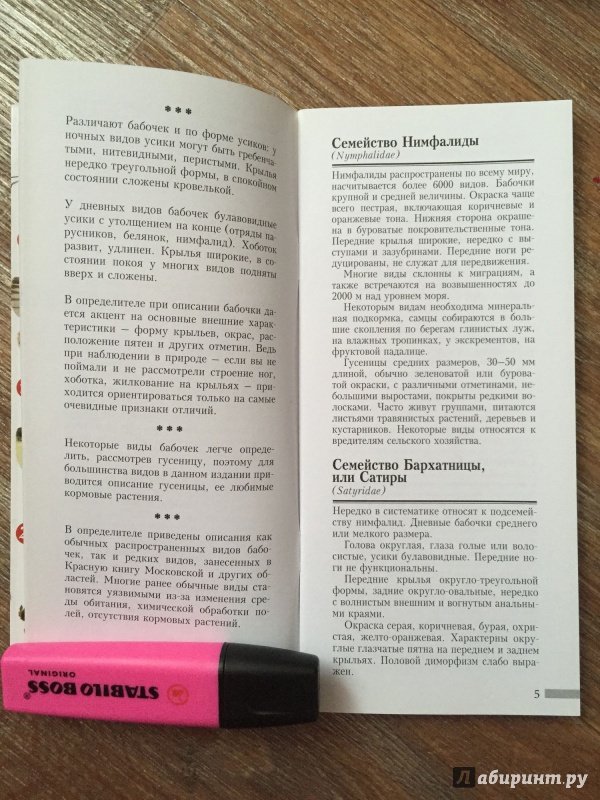 * * *
Различают бабочек и по форме усиков: у
ночных видов усики могут быть гребенча-
тыми, нитевидными, перистыми. Крылья
нередко треугольной формы, в спокойном
состоянии сложены кровелькой.
У дневных видов бабочек булавовидные
усики с утолщением на конце (отряды па-
русников, белянок, нимфалид). Хоботок
развит, удлинен. Крылья широкие, в со-
стоянии покоя у многих видов подняты
вверх и сложены.
В определителе при описании бабочки да-
ется акцент на основные внешние харак-
теристики – форму крыльев, окрас, рас-
положение пятен и других отметин. Ведь
при наблюдении в природе – если вы не
поймали и не рассмотрели строение ног,
хоботка, жилкование на крыльях – при-
ходится ориентироваться только на самые
очевидные признаки отличий.
* * *
Некоторые виды бабочек легче опреде-
лить, рассмотрев гусеницу, поэтому для
большинства видов в данном издании при-
водится описание гусеницы, ее любимые
кормовые растения.
* * *
В определителе приведены описания как
обычных распространенных видов бабо-
чек, так и редких видов, занесенных в
Красную книгу Московской и других об-
ластей. Многие ранее обычные виды ста-
новятся уязвимыми из-за изменения сре-
ды обитания, химической обработки по-
лей, отсутствия кормовых растений.
Семейство Нимфалиды
(Nymphalidae)
Нимфалиды распространены по всему миру,
насчитывается более 6000 видов. Бабочки
крупной и средней величины. Окраска чаще
всего пестрая, включающая коричневые и
оранжевые тона. Нижняя сторона окраше-
на в буроватые покровительственные тона.
Передние крылья широкие, нередко с вы-
ступами и зазубринами. Передние ноги ре-
дуцированы, не служат для передвижения.
Многие виды склонны к миграциям, а
также встречаются на возвышенностях до
2000 м над уровнем моря.
Некоторым видам необходима минераль-
ная подкормка, самцы собираются в боль-
шие скопления по берегам глинистых луж,
на влажных тропинках, у экскрементов, на
фруктовой падалице.
Гусеницы средних размеров, 30–50 мм
длиной, обычно зеленоватой или бурова-
той окраски, с различными отметинами, не-
большими выростами, покрыты редкими во-
лосками. Часто живут группами, питаются
листьями травянистых растений, деревьев и
кустарников. Некоторые виды относятся к
вредителям сельского хозяйства.
Семейство Бархатницы,
или Сатиры
(Satyridae)
Нередко в систематике относят к подсемей-
ству нимфалид. Дневные бабочки среднего
или мелкого размера.
Голова округлая, глаза голые или воло-
систые, усики булавовидные. Передние но-
ги не функциональны.
Передние крылья округло-треугольной
формы, задние округло-овальные, нередко
с волнистым внешним и вогнутым анальны-
ми краями.
Окраска серая, коричневая, бурая, охри-
стая, желто-оранжевая. Характерны окру-
глые глазчатые пятна на переднем и заднем
крыльях. Половой диморфизм слабо выра-
жен.
5
STABILO BOSS
ORIGINAL
лабиринт.ру